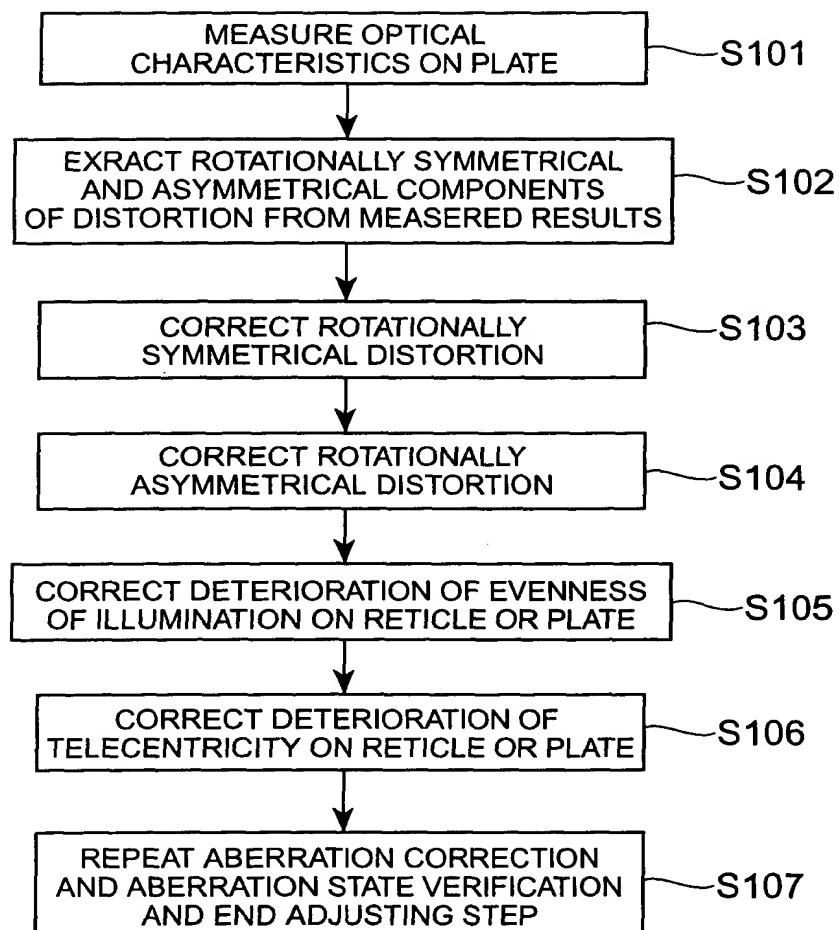 MEASURE OPTICAL
CHARACTERISTICS ON PLATE
S101
EXRACT ROTATIONALLY SYMMETRICAL
AND ASYMMETRICAL COMPONENTS
OF DISTORTION FROM MEASERED RESULTS
S102
CORRECT ROTATIONALLY
SYMMETRICAL DISTORTION
S103
CORRECT ROTATIONALLY
ASYMMETRICAL DISTORTION
S104
CORRECT DETERIORATION OF EVENNESS
OF ILLUMINATION ON RETICLE OR PLATE
S105
CORRECT DETERIORATION OF
TELECENTRICITY ON RETICLE OR PLATE
S106
REPEAT ABERRATION CORRECTION
AND ABERRATION STATE VERIFICATION
AND END ADJUSTING STEP
S107